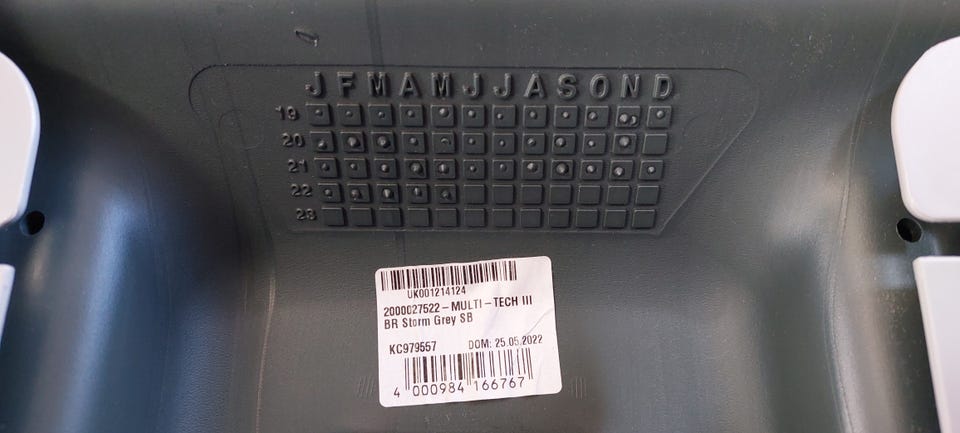 J F M A M J J A S O N D
19
20
21
22
23
UK001214124
2000027522 - MULTI - TECH III
BR Storm Grey SB
KC979557 DOM: 25.05.2022
4 000984 166767